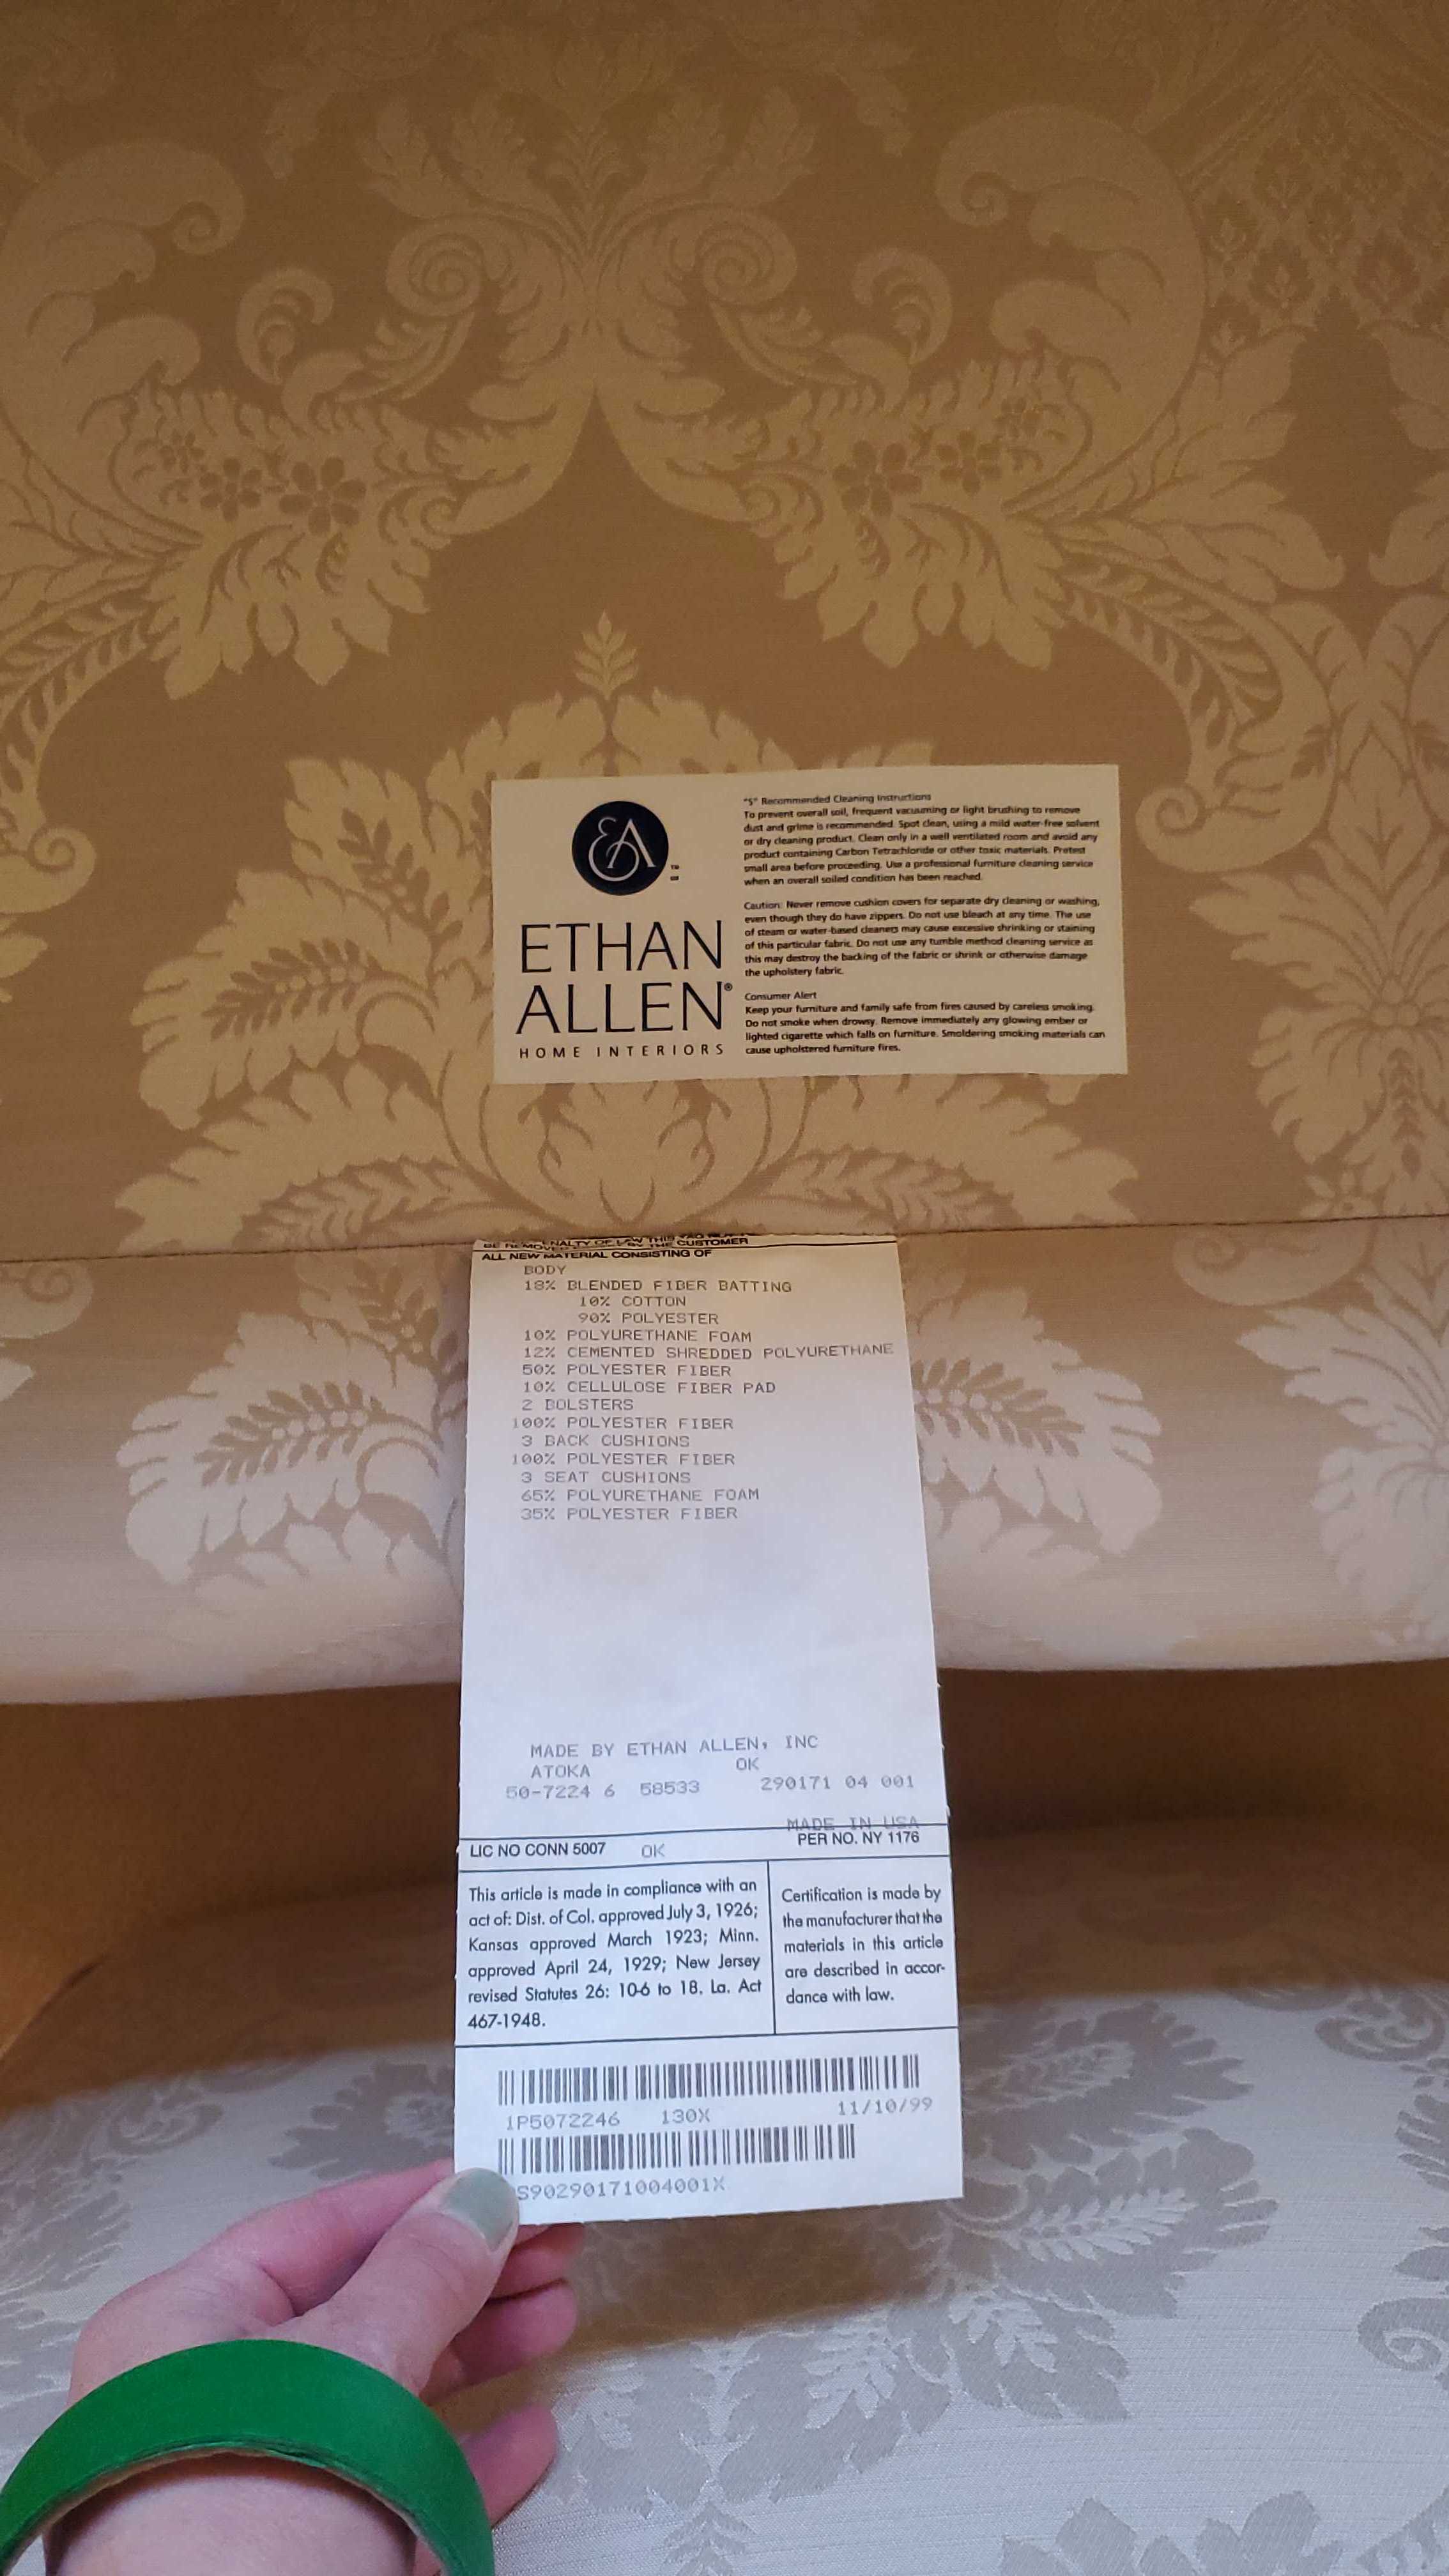 EA
TM
ETHAN
ALLEN®
HOME INTERIORS
"S" Recommended Cleaning Instructions
To prevent overall soil, frequent vacuuming or light brushing to remove
dust and grime is recommended. Spot clean, using a mild water-free solvent
or dry cleaning product. Clean only in a well ventilated room and avoid any
product containing Carbon Tetrachloride or other toxic materials. Pretest
small area before proceeding. Use a professional furniture cleaning service
when an overall soiled condition has been reached.
Caution: Never remove cushion covers for separate dry cleaning or washing,
even though they do have zippers. Do not use bleach at any time. The use
of steam or water-based cleaners may cause excessive shrinking or staining
of this particular fabric. Do not use any tumble method cleaning service as
this may destroy the backing of the fabric or shrink or otherwise damage
the upholstery fabric.
Consumer Alert
Keep your furniture and family safe from fires caused by careless smoking.
Do not smoke when drowsy. Remove immediately any glowing ember or
lighted cigarette which falls on furniture. Smoldering smoking materials can
cause upholstered furniture fires.
OF LAW THIS TAG
BE REMOVED BY THE CUSTOMER
ALL NEW MATERIAL CONSISTING OF
BODY
18% BLENDED FIBER BATTING
10% COTTON
90% POLYESTER
10% POLYURETHANE FOAM
12% CEMENTED SHREDDED POLYURETHANE
50% POLYESTER FIBER
10% CELLULOSE FIBER PAD
2 BOLSTERS
100% POLYESTER FIBER
3 BACK CUSHIONS
100% POLYESTER FIBER
3 SEAT CUSHIONS
65% POLYURETHANE FOAM
35% POLYESTER FIBER
MADE BY ETHAN ALLEN, INC
ATOKA OK
50-7224 6 58533 290171 04 001
MADE IN USA
LIC NO CONN 5007 OK PER NO. NY 1176
This article is made in compliance with an
act of: Dist. of Col. approved July 3, 1926;
Kansas approved March 1923; Minn.
approved April 24, 1929; New Jersey
revised Statutes 26: 10-6 to 18, La. Act
467-1948.
Certification is made by
the manufacturer that the
materials in this article
are described in accor-
dance with law.
1P5072246 130X 11/10/99
S90290171004001X